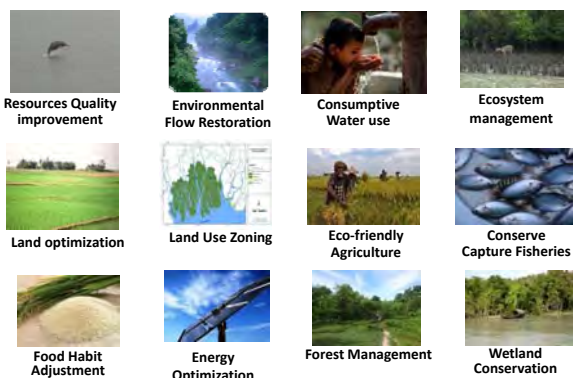 Resources Quality
improvement
Environmental
Flow Restoration
Consumptive
Water use
Ecosystem
management
Land optimization
Land Use Zoning
Eco-friendly
Agriculture
Conserve
Capture Fisheries
Food Habit
Adjustment
Energy
Optimization
Forest Management
Wetland
Conservation